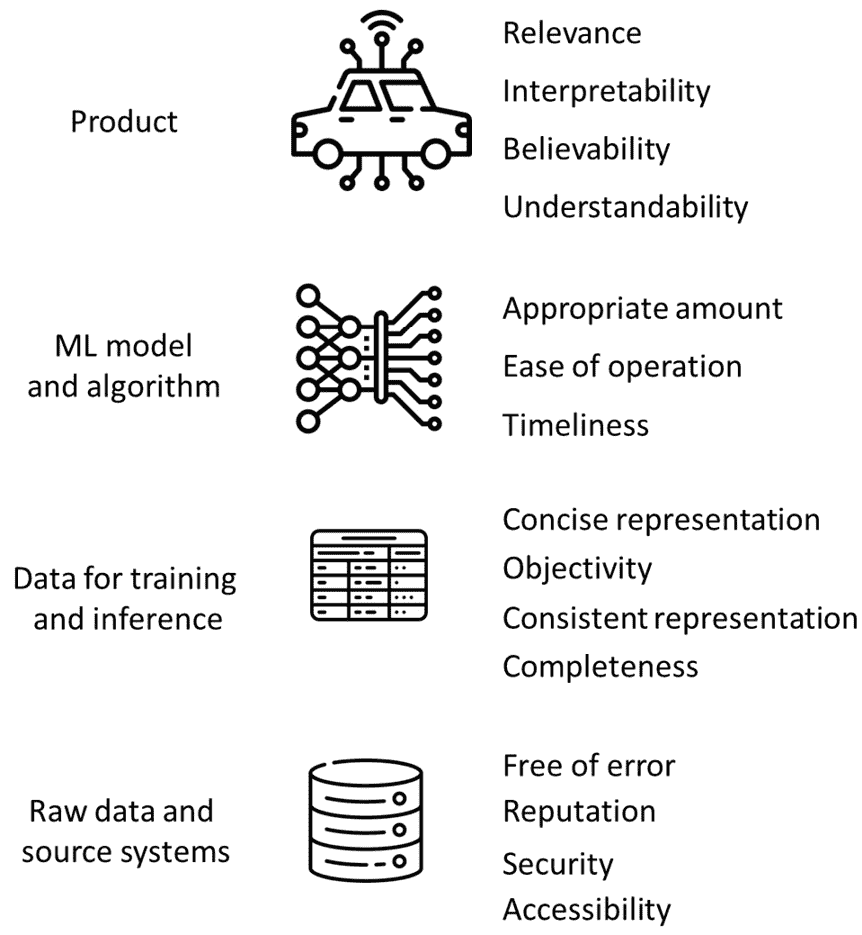 Product
Relevance
Interpretability
Believability
Understandability
ML model
and algorithm
Appropriate amount
Ease of operation
Timeliness
Data for training
and inference
Concise representation
Objectivity
Consistent representation
Completeness
Raw data and
source systems
Free of error
Reputation
Security
Accessibility